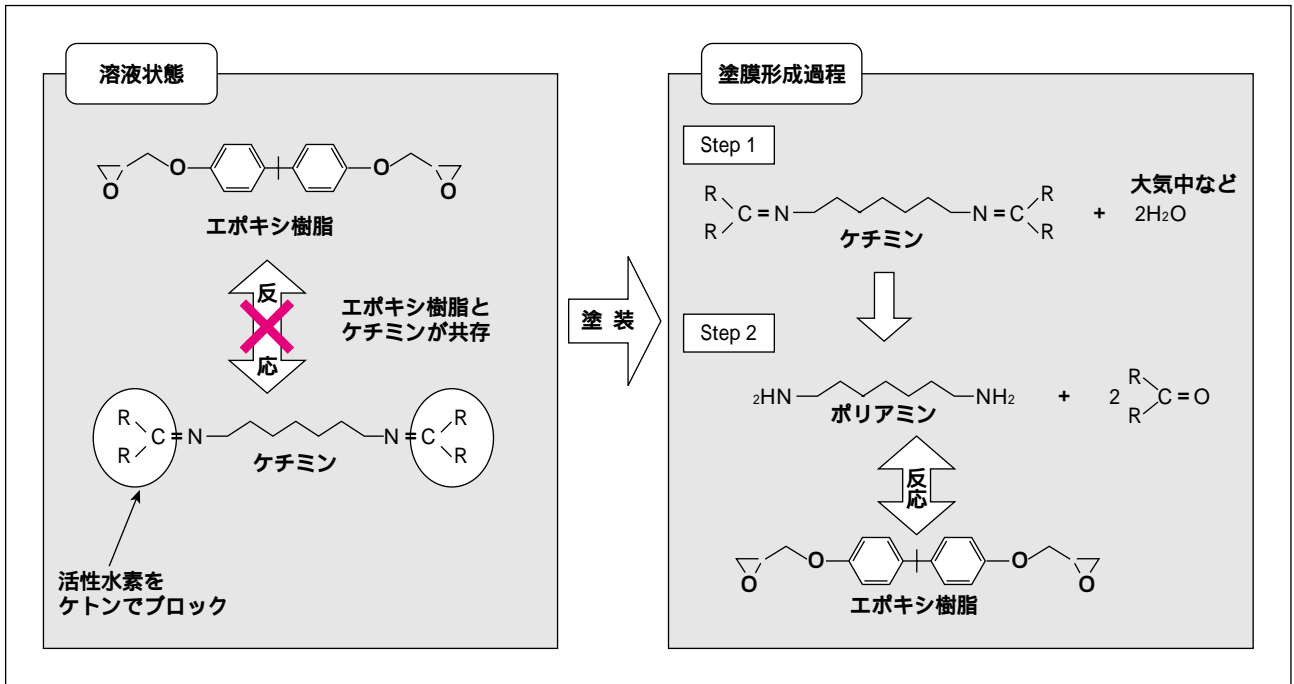 溶液状態
O
O
O
O
エポキシ樹脂
反
応
エポキシ樹脂と
ケチミンが共存
R
R
C=N
N=C
R
R
ケチミン
活性水素を
ケトンでブロック
塗 装
塗膜形成過程
Step 1
R
R
C=N
N=C
R
R
ケチミン
+
大気中など
2H₂O
Step 2
₂HN
NH₂
ポリアミン
+
2
R
R
C=O
反
応
O
O
O
O
エポキシ樹脂